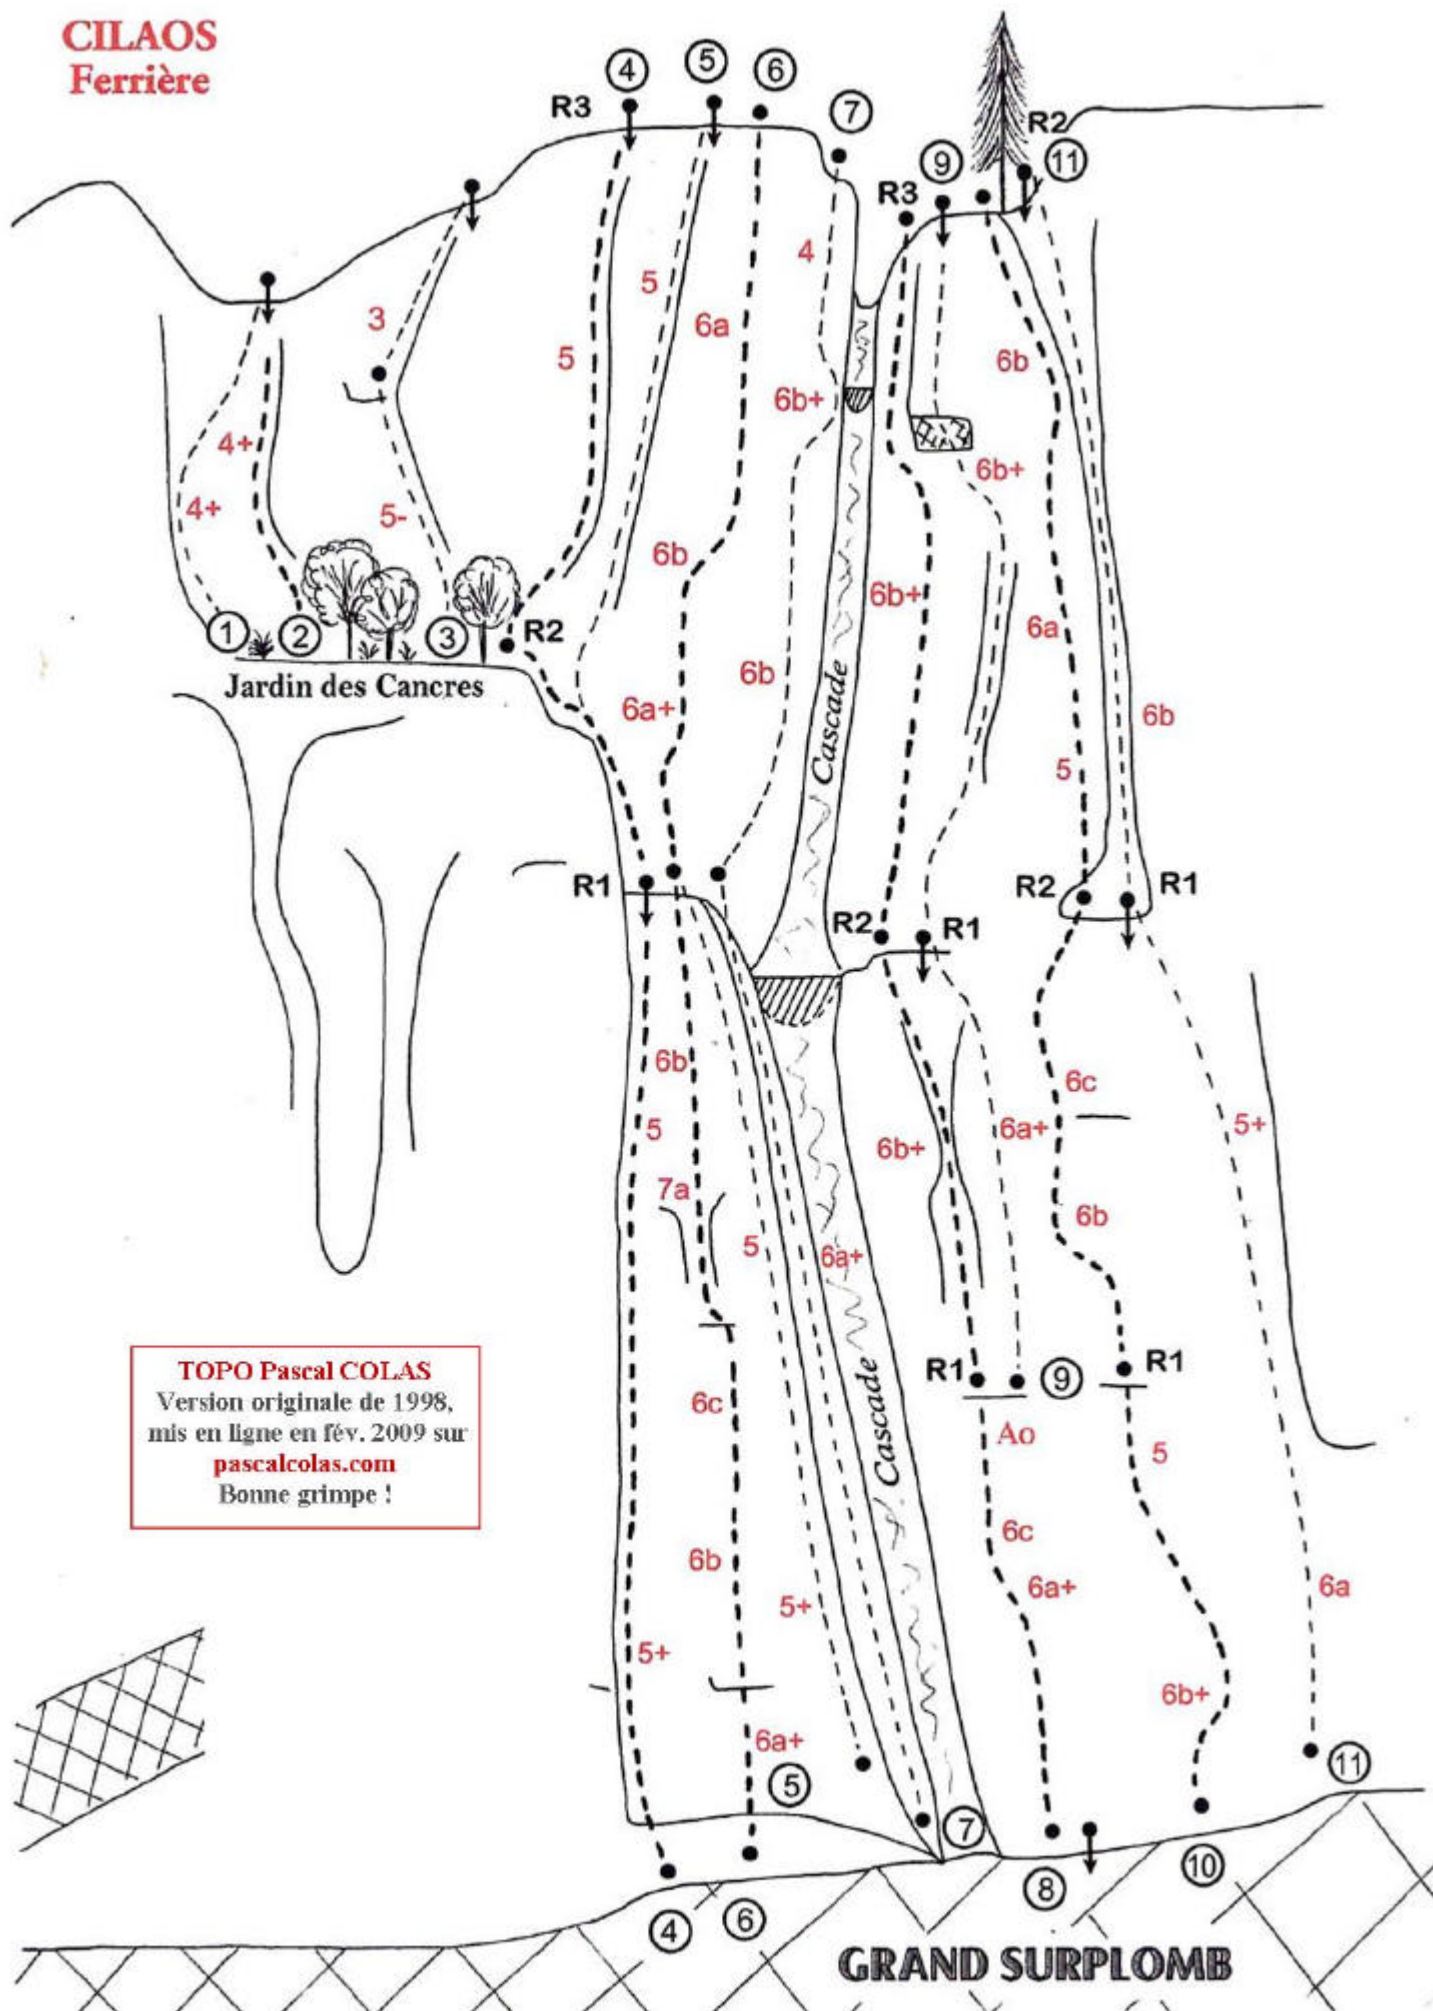 CILAOS
Ferrière
④
⑤
⑥
R3
⑦
R2
⑨
⑪
R3
4
5
3
6a
5
6b
6b+
4+
6b+
4+
5-
6b
6b+
6a
①
②
③
R2
6b
Jardin des Cancres
6a+
Cascade
6b
5
R1
R2
R1
R2
R1
6b
6c
5
6b+
6a+
5+
7a
6b
5
6a+
TOPO Pascal COLAS
Version originale de 1998,
mis en ligne en fév. 2009 sur
pascalcolas.com
Bonne grimpe !
R1
⑨
R1
6c
Cascade
Ao
5
6c
6b
5+
6a+
6a
5+
6b+
6a+
⑤
⑪
⑦
⑧
⑩
④
⑥
GRAND SURPLOMB